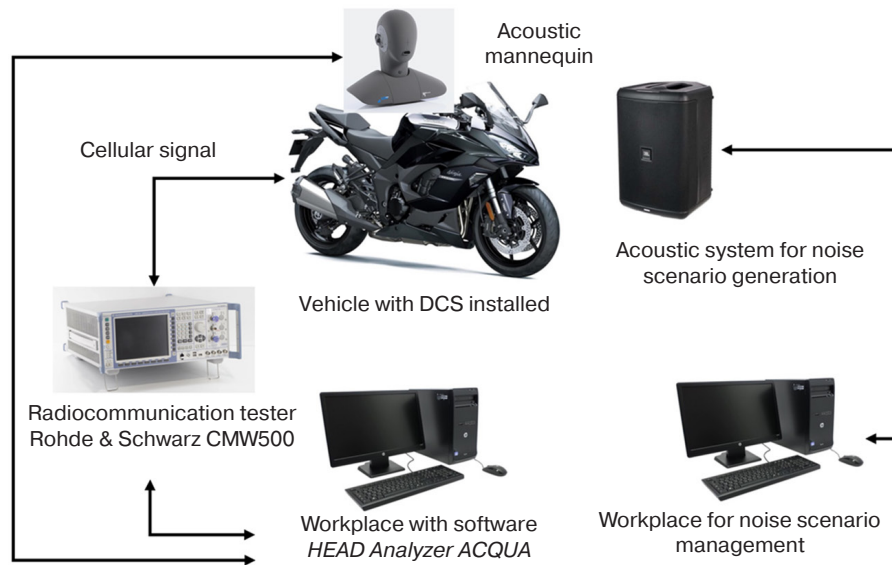 Acoustic
mannequin
Cellular signal
Acoustic system for noise
scenario generation
Vehicle with DCS installed
Radiocommunication tester
Rohde & Schwarz CMW500
Workplace with software
HEAD Analyzer ACQUA
Workplace for noise scenario
management